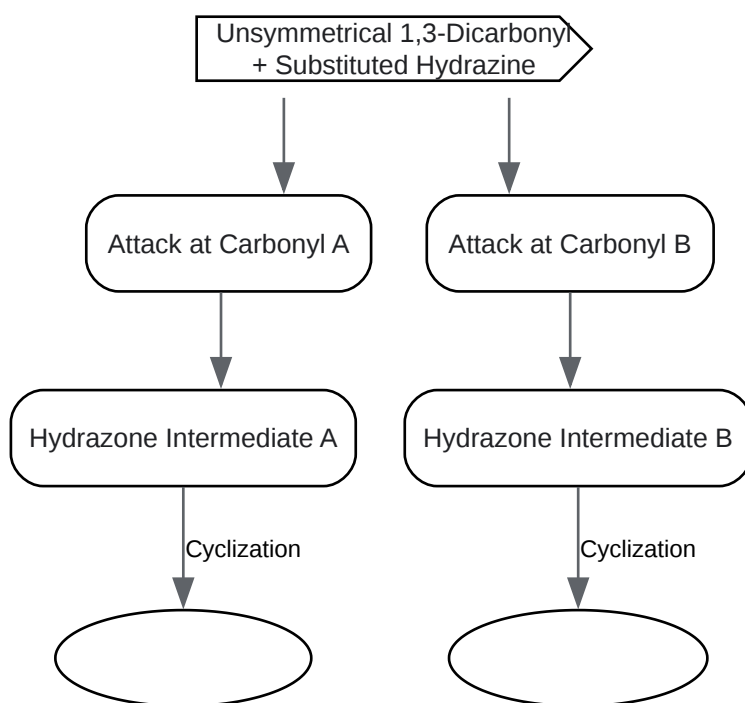 Unsymmetrical 1,3-Dicarbonyl
+ Substituted Hydrazine
Attack at Carbonyl A
Attack at Carbonyl B
Hydrazone Intermediate A
Hydrazone Intermediate B
Cyclization
Cyclization